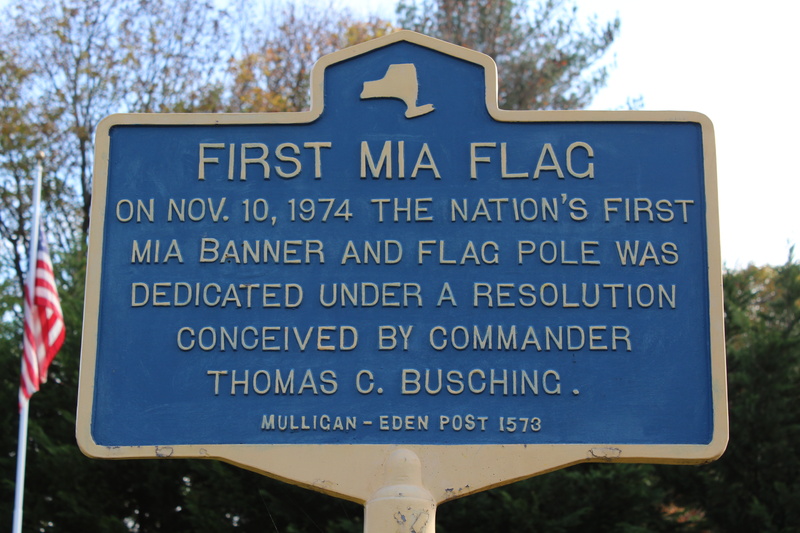 FIRST MIA FLAG
ON NOV. 10, 1974 THE NATION'S FIRST
MIA BANNER AND FLAG POLE WAS
DEDICATED UNDER A RESOLUTION
CONCEIVED BY COMMANDER
THOMAS C. BUSCHING.
MULLIGAN - EDEN POST 1573